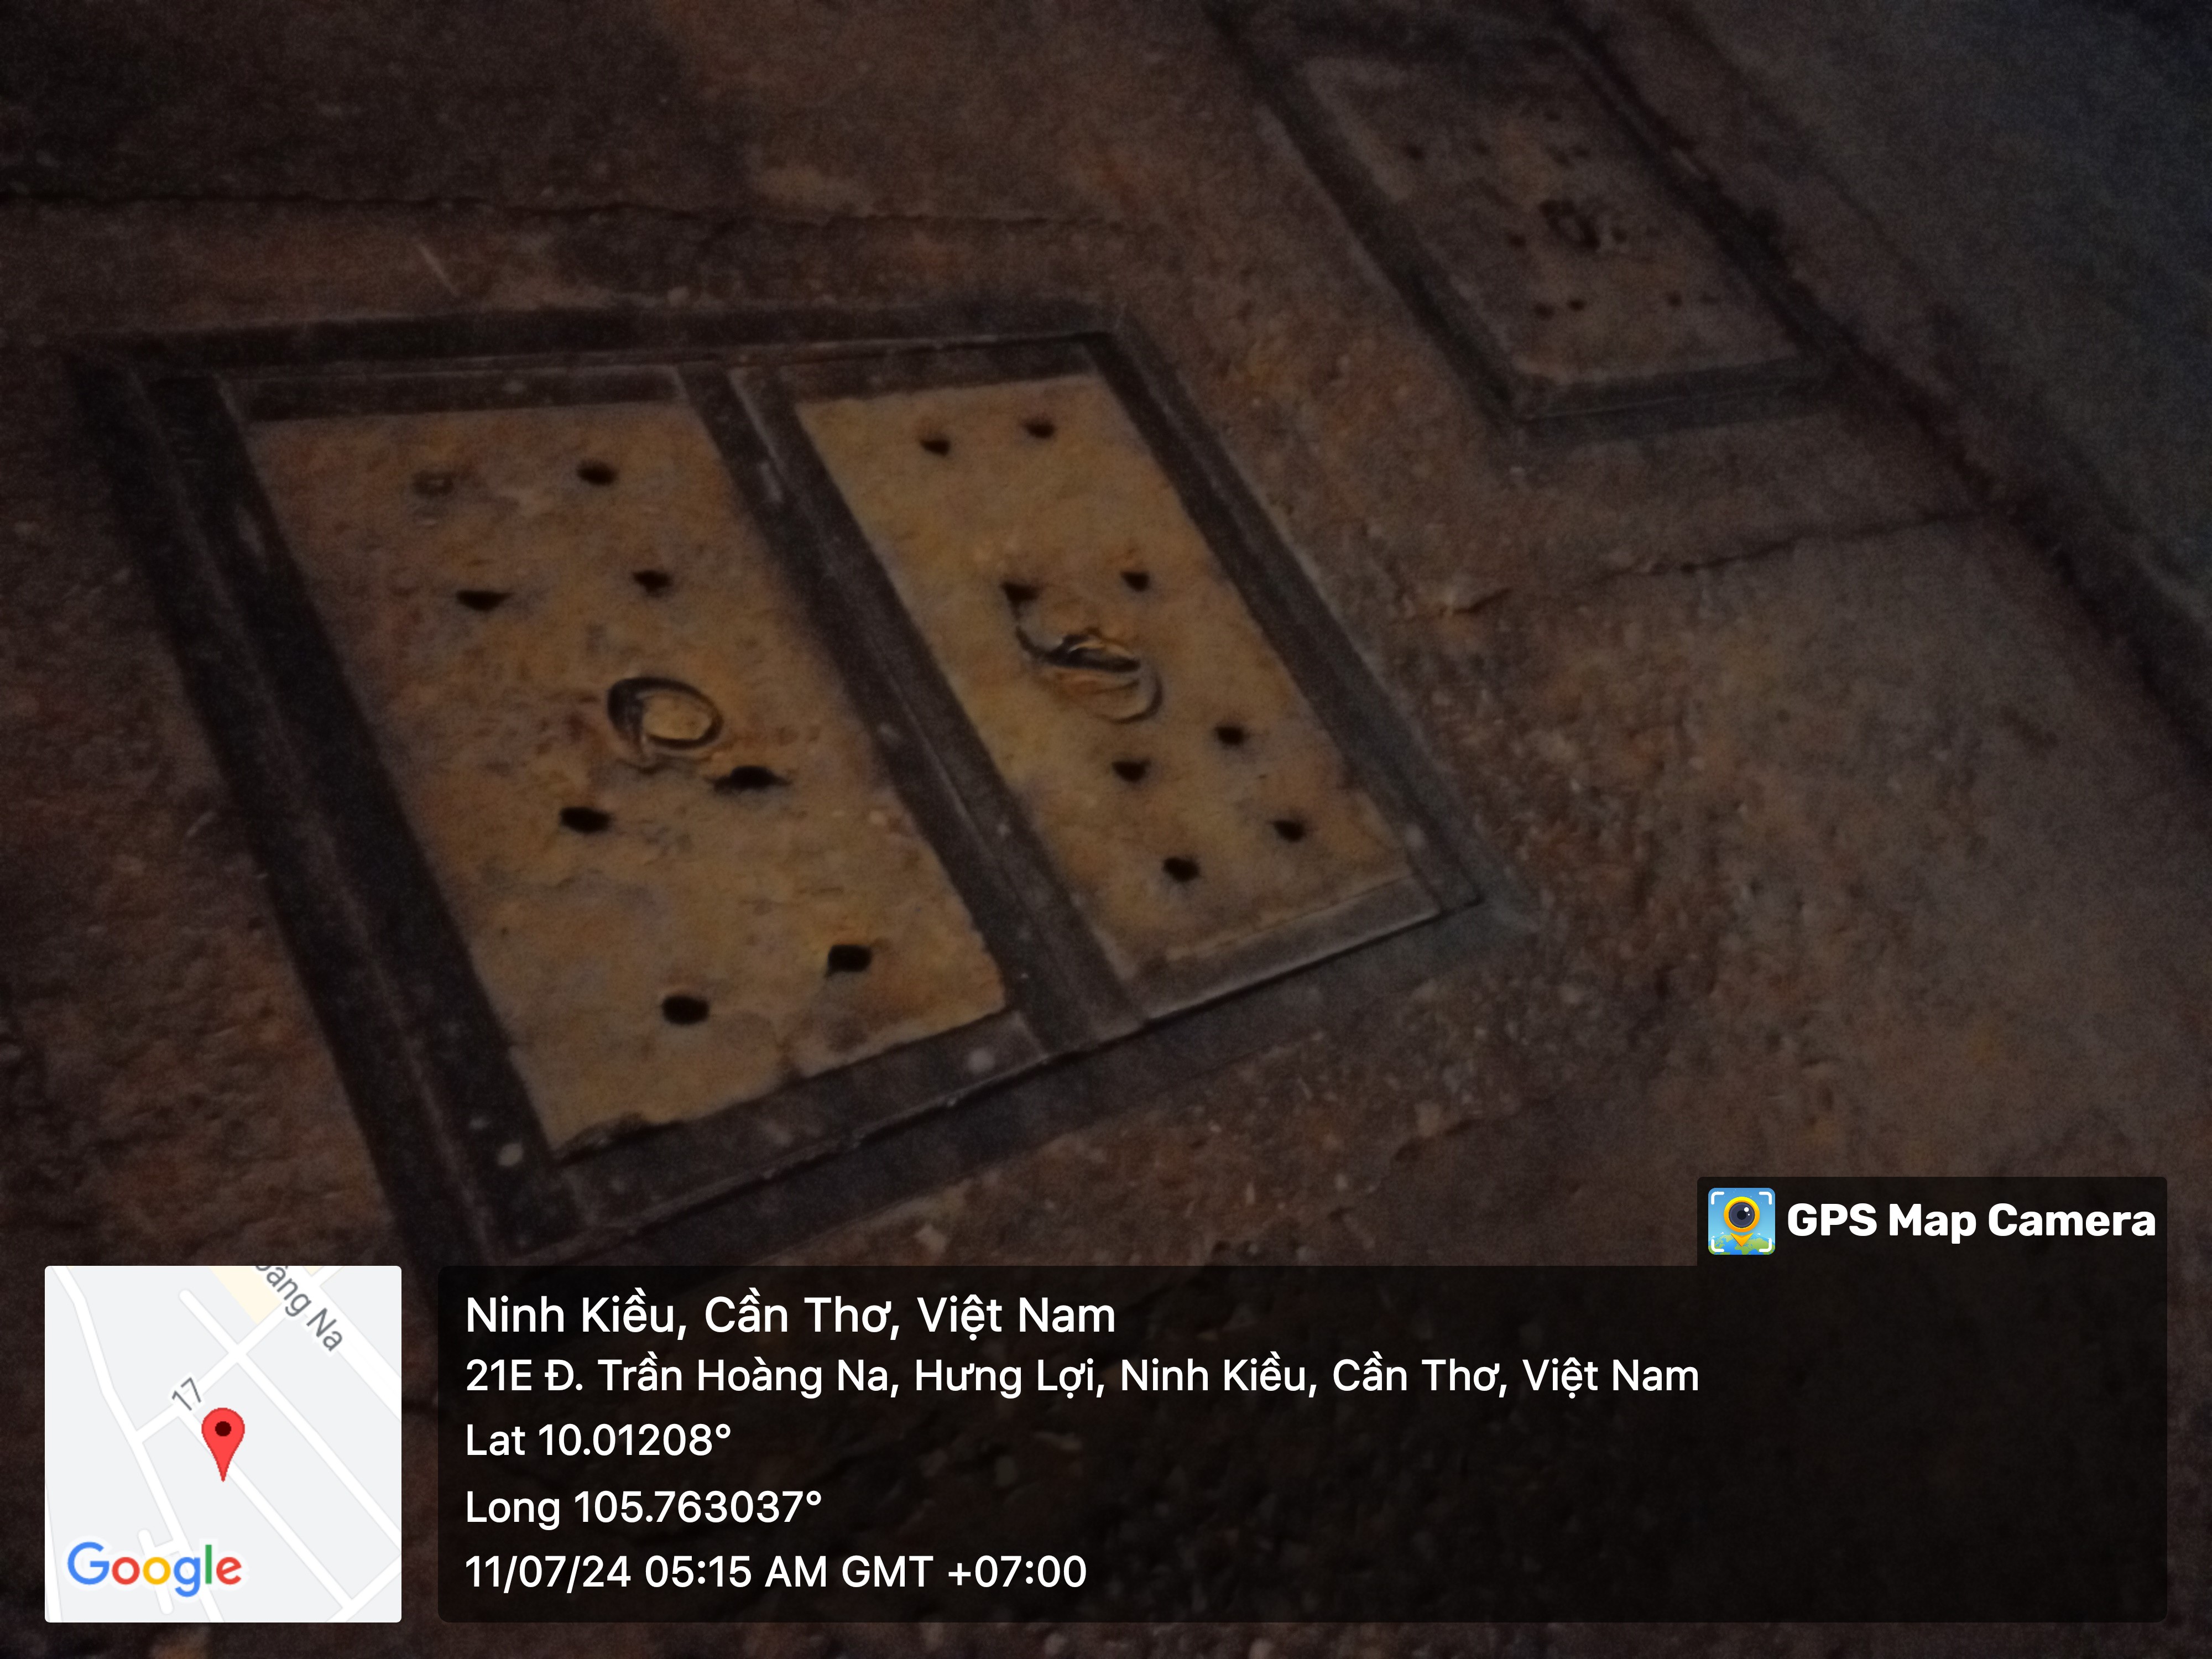 GPS Map Camera
oàng Na
17
Google
Ninh Kiều, Cần Thơ, Việt Nam
21E Đ. Trần Hoàng Na, Hưng Lợi, Ninh Kiều, Cần Thơ, Việt Nam
Lat 10.01208°
Long 105.763037°
11/07/24 05:15 AM GMT +07:00